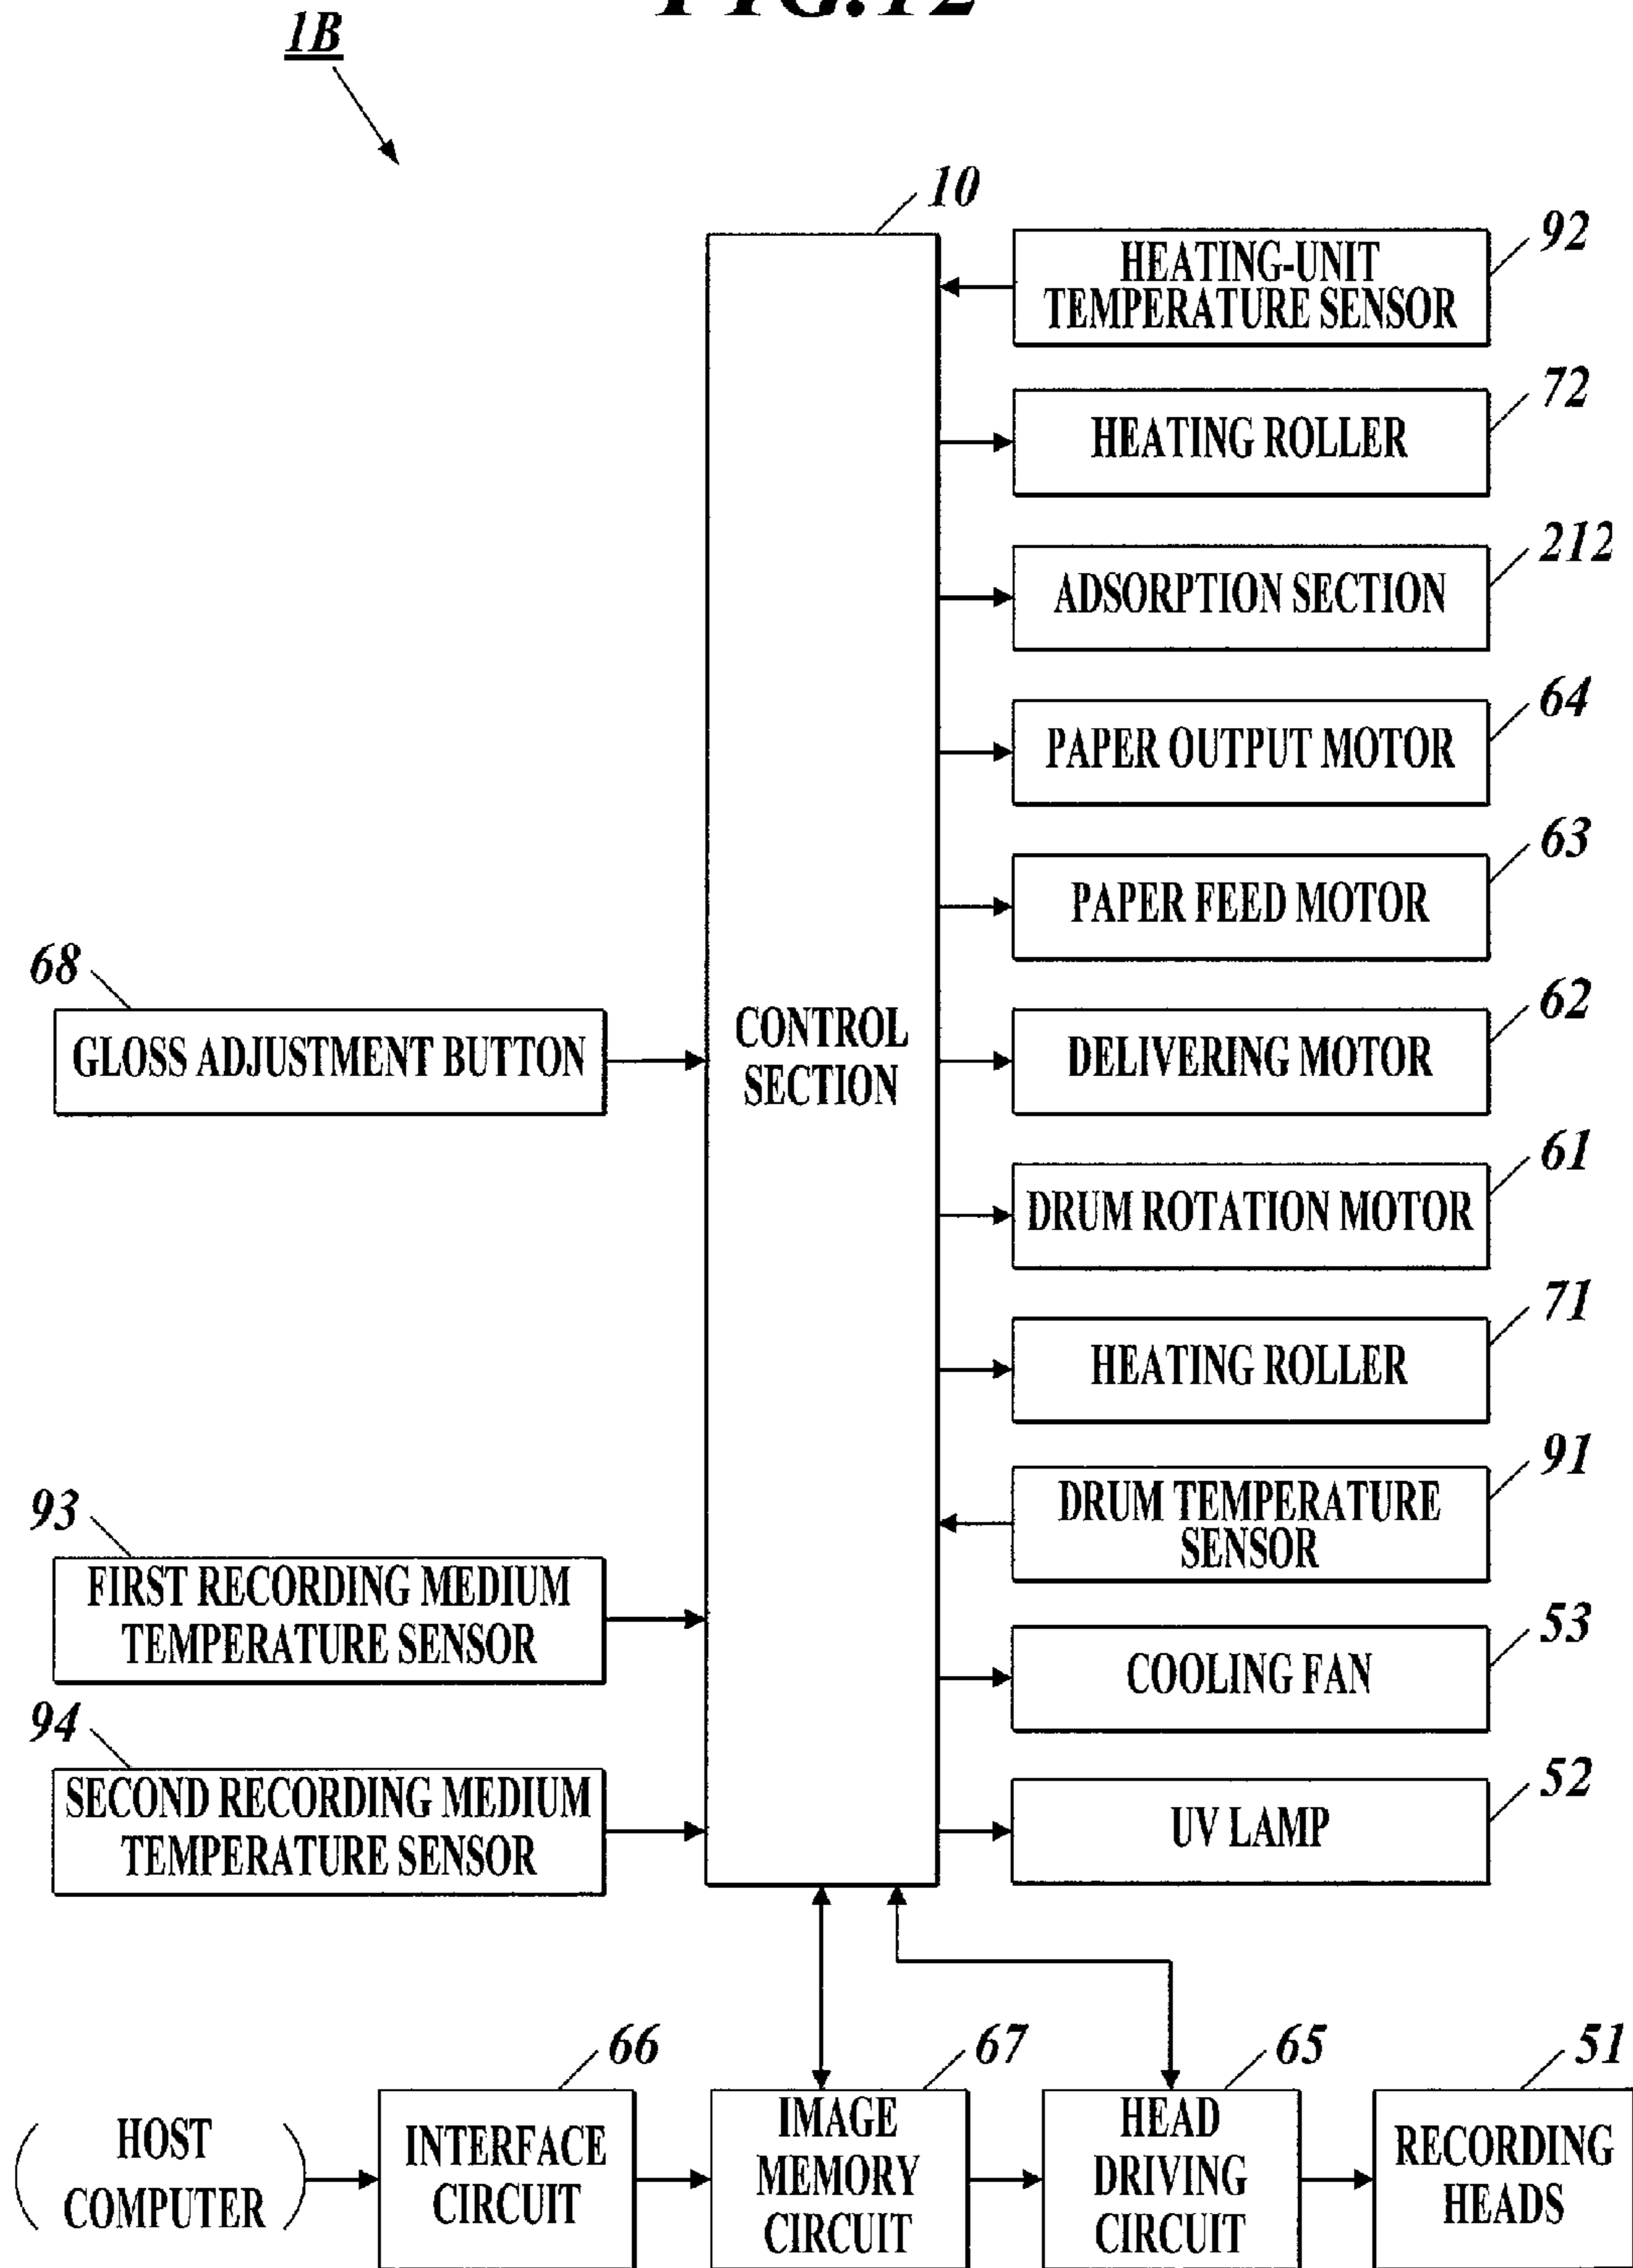 FIG.12
1B
10
92
HEATING-UNIT
TEMPERATURE SENSOR
72
HEATING ROLLER
212
ADSORPTION SECTION
64
PAPER OUTPUT MOTOR
63
PAPER FEED MOTOR
68
GLOSS ADJUSTMENT BUTTON
CONTROL
SECTION
62
DELIVERING MOTOR
61
DRUM ROTATION MOTOR
71
HEATING ROLLER
91
DRUM TEMPERATURE
SENSOR
93
FIRST RECORDING MEDIUM
TEMPERATURE SENSOR
53
COOLING FAN
94
SECOND RECORDING MEDIUM
TEMPERATURE SENSOR
52
UV LAMP
66
67
65
51
HOST
COMPUTER
INTERFACE
CIRCUIT
IMAGE
MEMORY
CIRCUIT
HEAD
DRIVING
CIRCUIT
RECORDING
HEADS